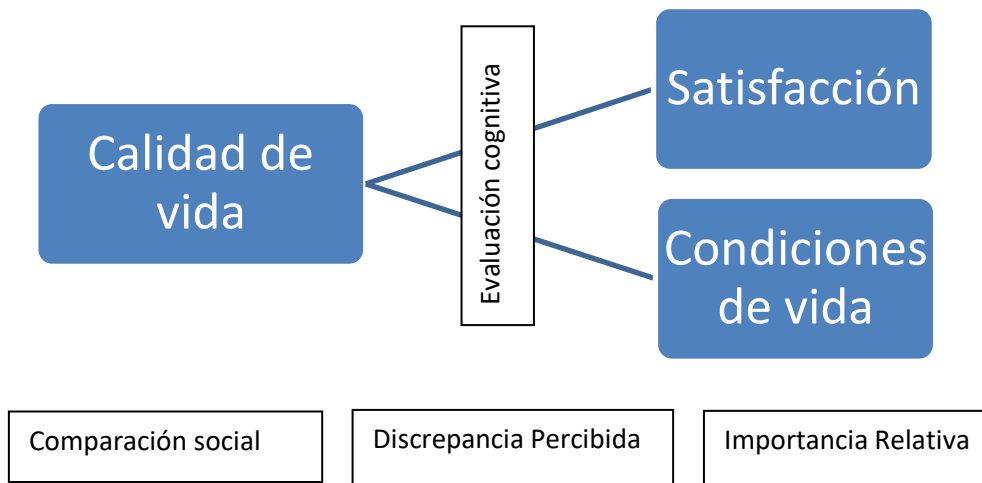 Calidad de
vida
Evaluación cognitiva
Satisfacción
Condiciones
de vida
Comparación social
Discrepancia Percibida
Importancia Relativa